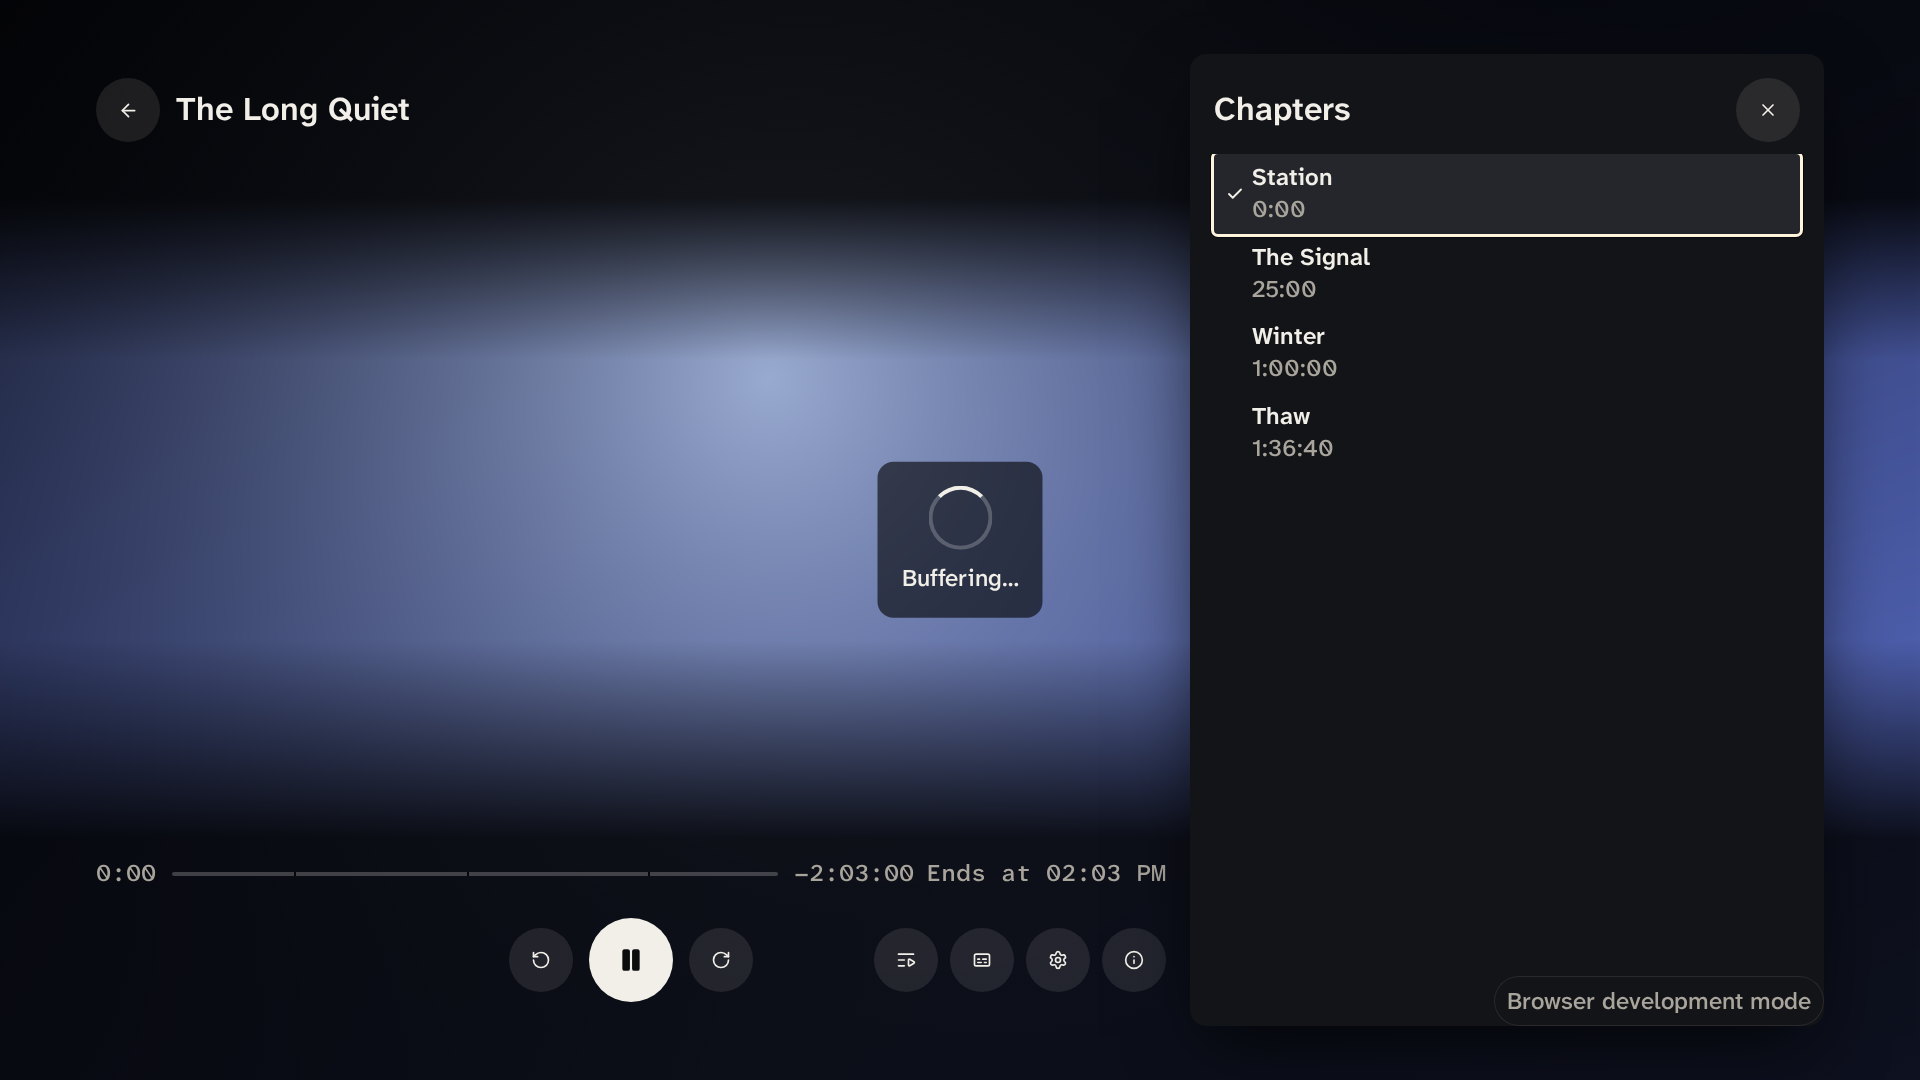 The Long Quiet
Chapters
Station
0:00
The Signal
25:00
Winter
1:00:00
Thaw
1:36:40
Buffering...
0:00
−2:03:00
Ends at 02:03 PM
Browser development mode